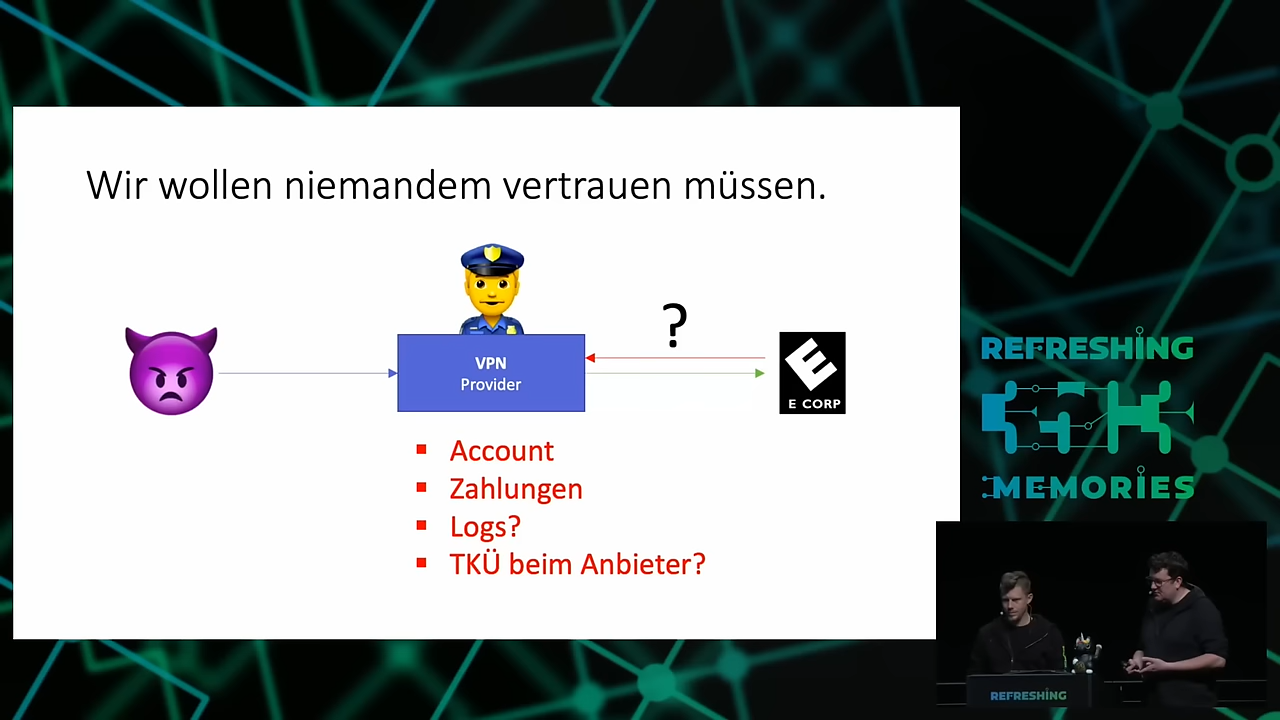 Wir wollen niemandem vertrauen müssen.
?
VPN
Provider
E CORP
Account
Zahlungen
Logs?
TKÜ beim Anbieter?
REFRESHING
MEMORIES
REFRESHING